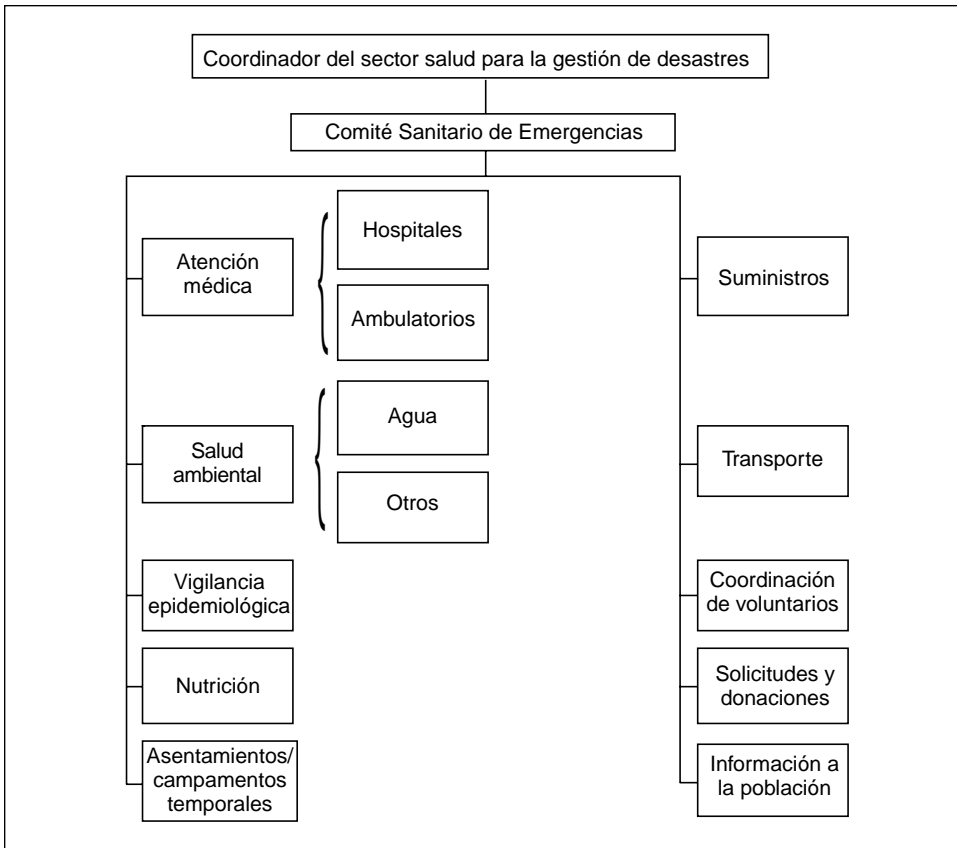 Coordinador del sector salud para la gestión de desastres
Comité Sanitario de Emergencias
Atención
médica
Hospitales
Ambulatorios
Salud
ambiental
Agua
Otros
Vigilancia
epidemiológica
Nutrición
Asentamientos/
campamentos
temporales
Suministros
Transporte
Coordinación
de voluntarios
Solicitudes y
donaciones
Información a
la población